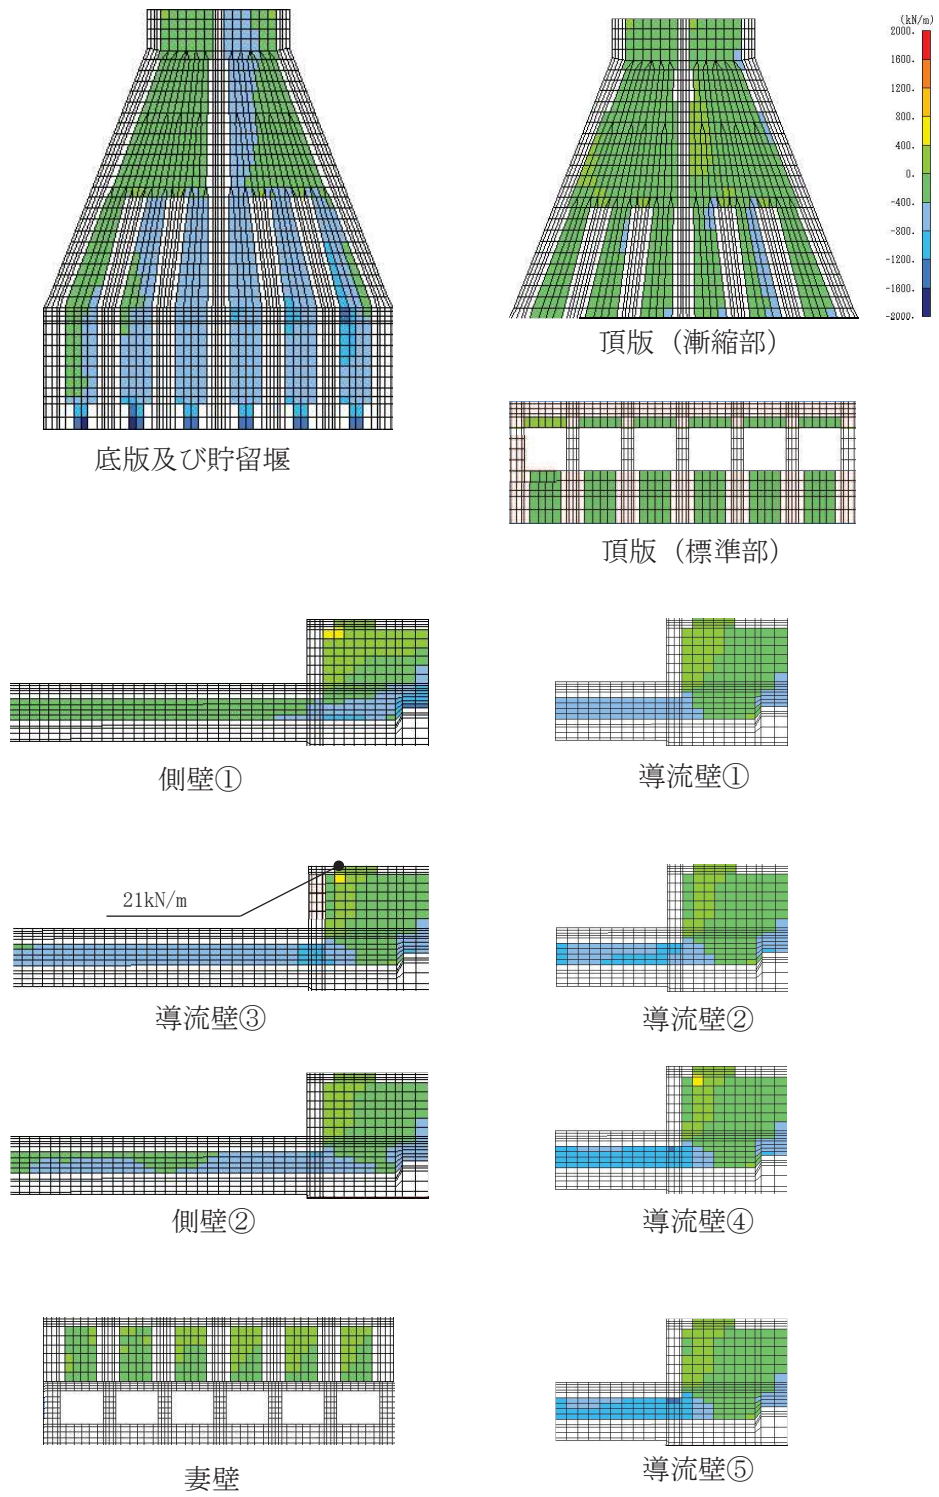 (kN/m)
2000.
1600.
1200.
800.
400.
0.
-400.
-800.
-1200.
-1600.
-2000.
頂版（漸縮部）
底版及び貯留堰
頂版（標準部）
側壁①
導流壁①
21kN/m
導流壁③
導流壁②
側壁②
導流壁④
妻壁
導流壁⑤